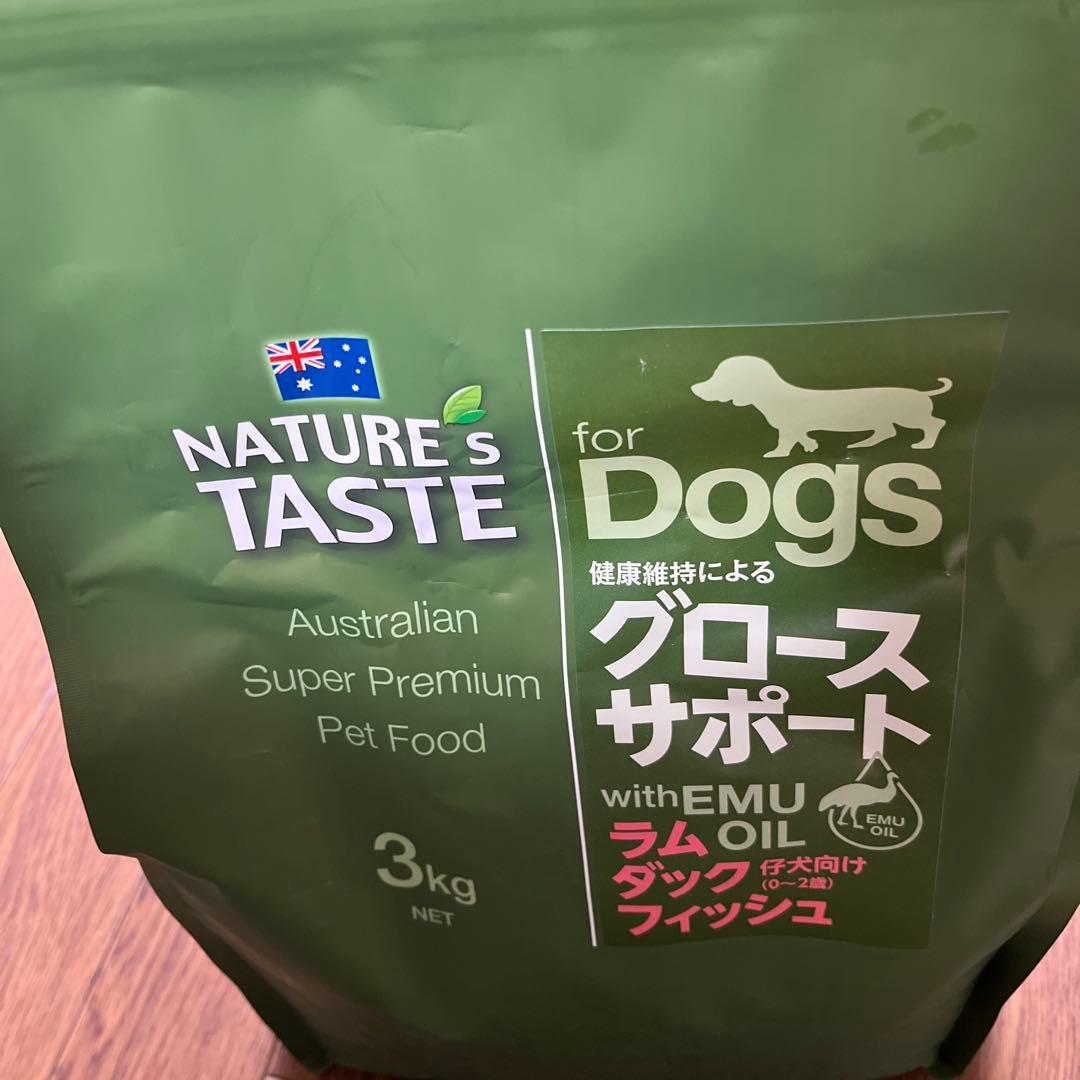 NATURE's
TASTE
Australian
Super Premium
Pet Food
3kg
NET
for
Dogs
健康維持による
グロース
サポート
with EMU
OIL
EMU
OIL
ラム
ダック
フィッシュ
仔犬向け
(0〜2歳)